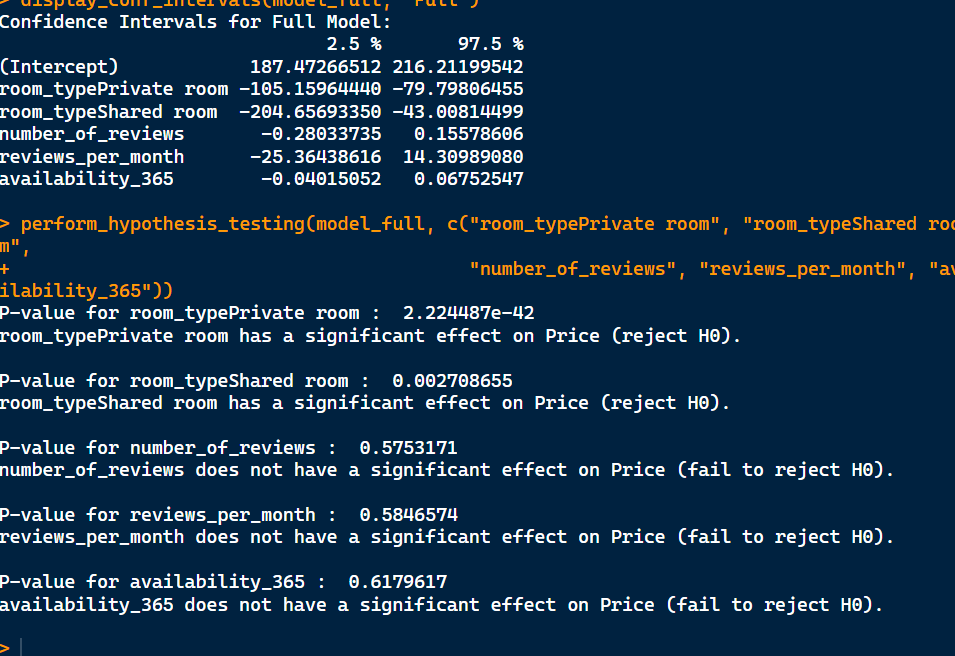 > display_conf_intervals(model_full, "Full")
Confidence Intervals for Full Model:
2.5 % 97.5 %
(Intercept) 187.47266512 216.21199542
room_typePrivate room -105.15964440 -79.79806455
room_typeShared room -204.65693350 -43.00814499
number_of_reviews -0.28033735 0.15578606
reviews_per_month -25.36438616 14.30989080
availability_365 -0.04015052 0.06752547
> perform_hypothesis_testing(model_full, c("room_typePrivate room", "room_typeShared roo
m",
+ "number_of_reviews", "reviews_per_month", "av
ilability_365"))
P-value for room_typePrivate room : 2.224487e-42
room_typePrivate room has a significant effect on Price (reject H0).
P-value for room_typeShared room : 0.002708655
room_typeShared room has a significant effect on Price (reject H0).
P-value for number_of_reviews : 0.5753171
number_of_reviews does not have a significant effect on Price (fail to reject H0).
P-value for reviews_per_month : 0.5846574
reviews_per_month does not have a significant effect on Price (fail to reject H0).
P-value for availability_365 : 0.6179617
availability_365 does not have a significant effect on Price (fail to reject H0).
>